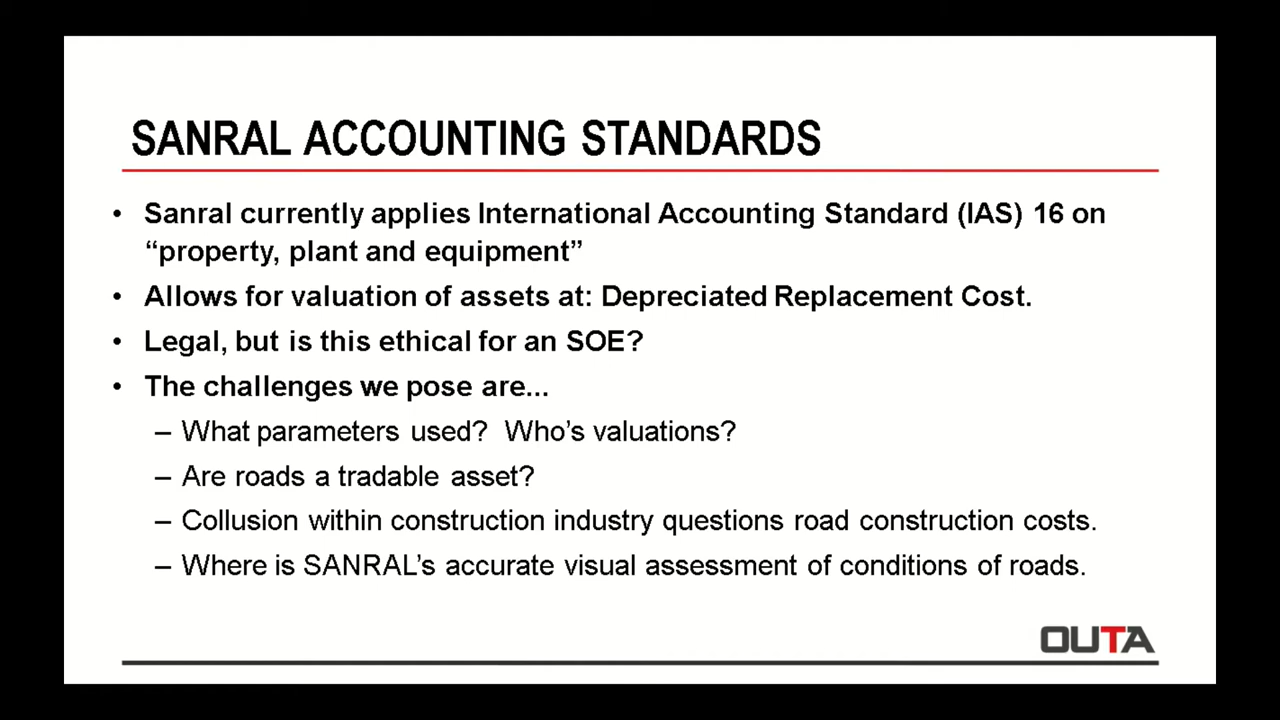 SANRAL ACCOUNTING STANDARDS
• Sanral currently applies International Accounting Standard (IAS) 16 on
“property, plant and equipment”
• Allows for valuation of assets at: Depreciated Replacement Cost.
• Legal, but is this ethical for an SOE?
• The challenges we pose are...
– What parameters used?  Who’s valuations?
– Are roads a tradable asset?
– Collusion within construction industry questions road construction costs.
– Where is SANRAL’s accurate visual assessment of conditions of roads.
OUTA